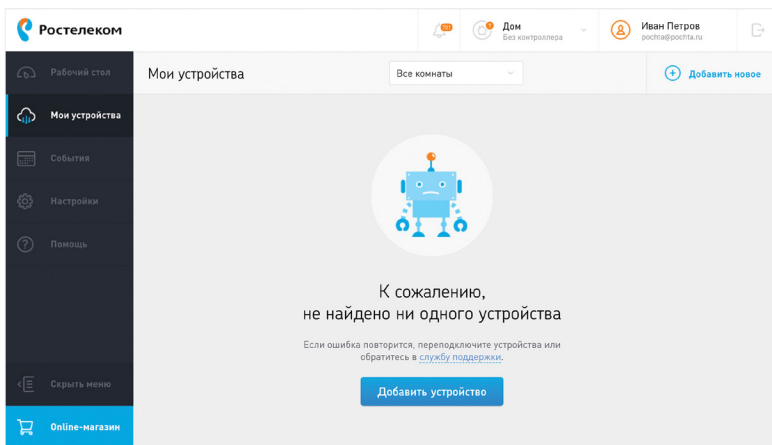 Ростелеком
Дом
Без контроллера
Иван Петров
pochta@pochta.ru
Рабочий стол
Мои устройства
Все комнаты
Добавить новое
Мои устройства
События
Настройки
Помощь
К сожалению,
не найдено ни одного устройства
Если ошибка повторится, переподключите устройства или
обратитесь в службу поддержки.
Добавить устройство
Скрыть меню
Online-магазин